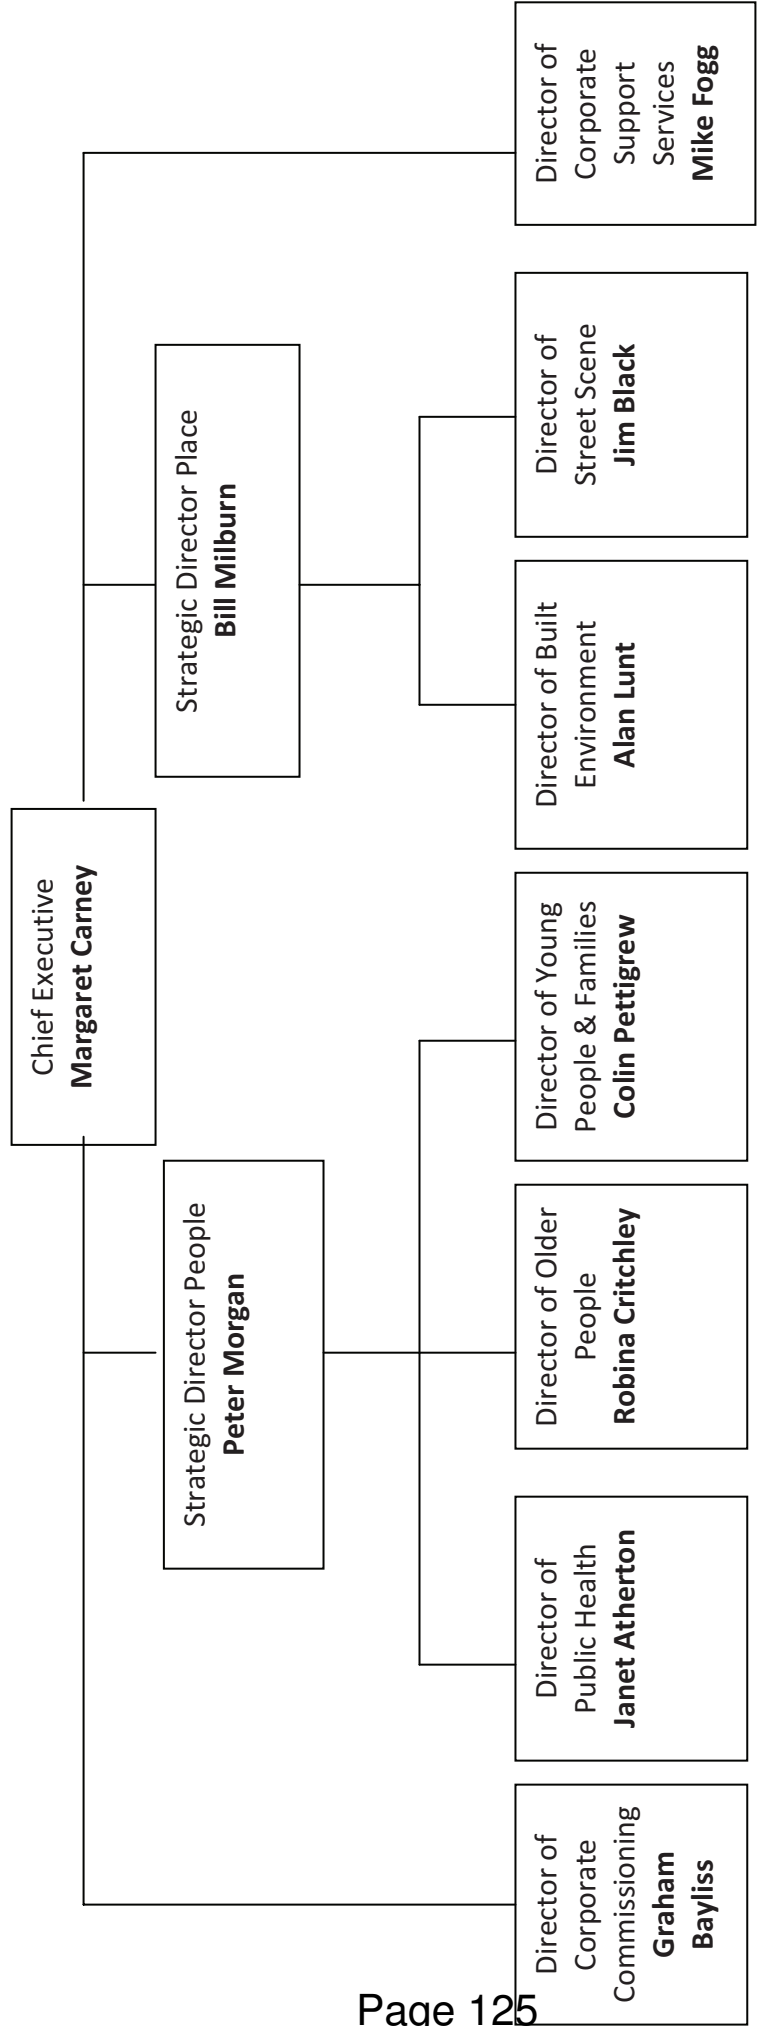 Chief Executive
Margaret Carney
Strategic Director People
Peter Morgan
Strategic Director Place
Bill Milburn
Director of
Corporate
Commissioning
Graham
Bayliss
Director of
Public Health
Janet Atherton
Director of Older
People
Robina Critchley
Director of Young
People & Families
Colin Pettigrew
Director of Built
Environment
Alan Lunt
Director of
Street Scene
Jim Black
Director of
Corporate
Support
Services
Mike Fogg
Page 125